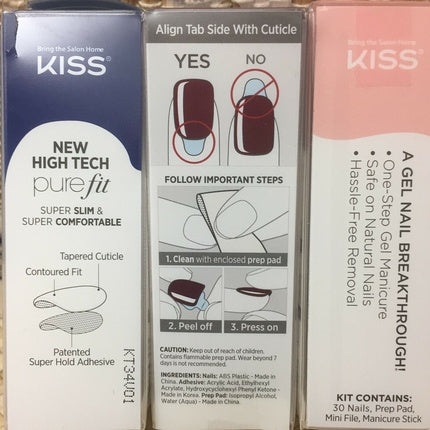 Bring the Salon Home
KISS
NEW
HIGH TECH
purefit
SUPER SLIM &
SUPER COMFORTABLE
Tapered Cuticle
Contoured Fit
Patented
Super Hold Adhesive
KT34V01
Align Tab Side With Cuticle
YES
NO
FOLLOW IMPORTANT STEPS
1. Clean with enclosed prep pad
2. Peel off
3. Press on
CAUTION: Keep out of reach of children.
Contains flammable prep pad. Wear beyond 7
days is not recommended.
Ingredients: Nails: ABS Plastic - Made in
China. Adhesive: Acrylic Acid, Ethylhexyl
Acrylate, Hydroxycyclohexyl Phenyl Ketone -
Made in Korea. Prep Pad: Isopropyl Alcohol,
Water (Aqua) - Made in China.
Bring the Salon Home
KISS
A GEL NAIL BREAKTHROUGH!
• One-Step Gel Manicure
• Safe on Natural Nails
• Hassle-Free Removal
KIT CONTAINS:
30 Nails, Prep Pad,
Mini File, Manicure Stick